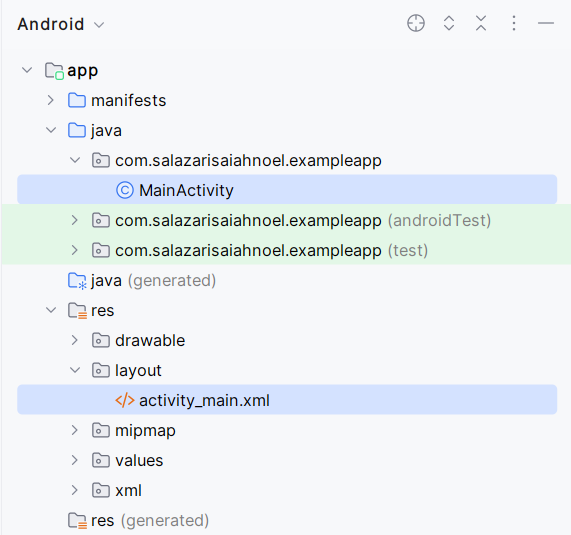 Android
app
manifests
java
com.salazarisaiahnoel.exampleapp
MainActivity
com.salazarisaiahnoel.exampleapp (androidTest)
com.salazarisaiahnoel.exampleapp (test)
java (generated)
res
drawable
layout
activity_main.xml
mipmap
values
xml
res (generated)